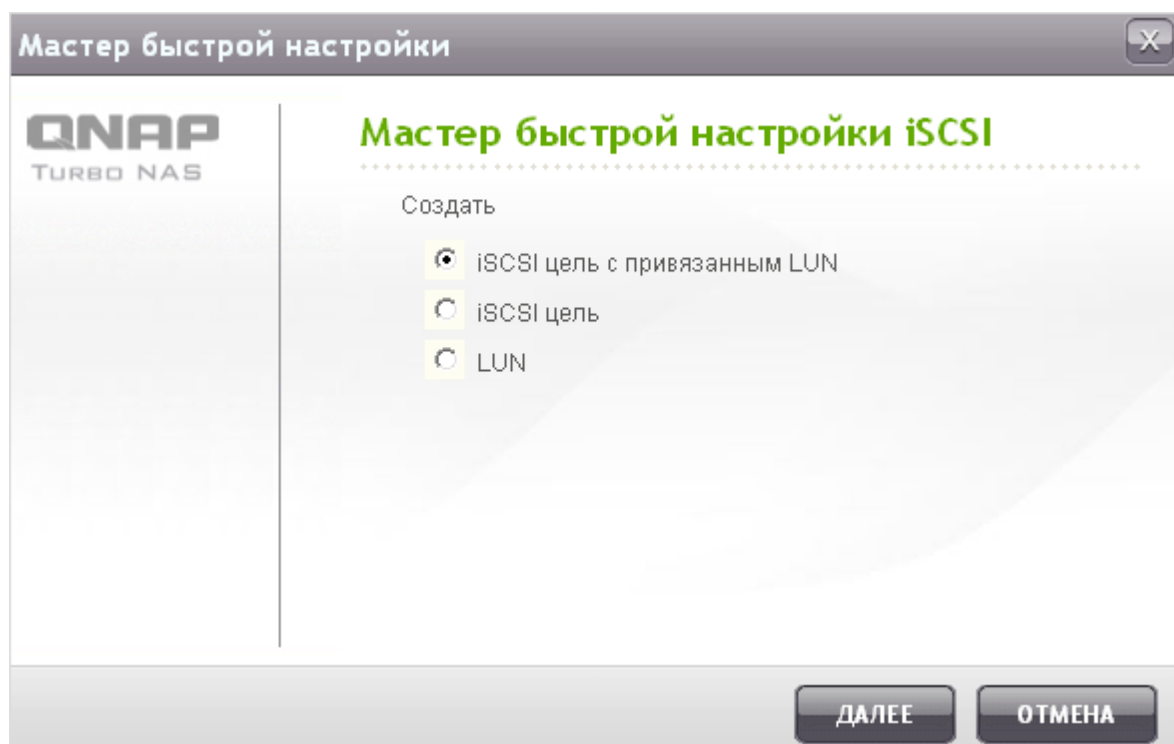 Мастер быстрой настройки
X
QNAP
TURBO NAS
Мастер быстрой настройки iSCSI
Создать
iSCSI цель с привязанным LUN
iSCSI цель
LUN
ДАЛЕЕ
ОТМЕНА